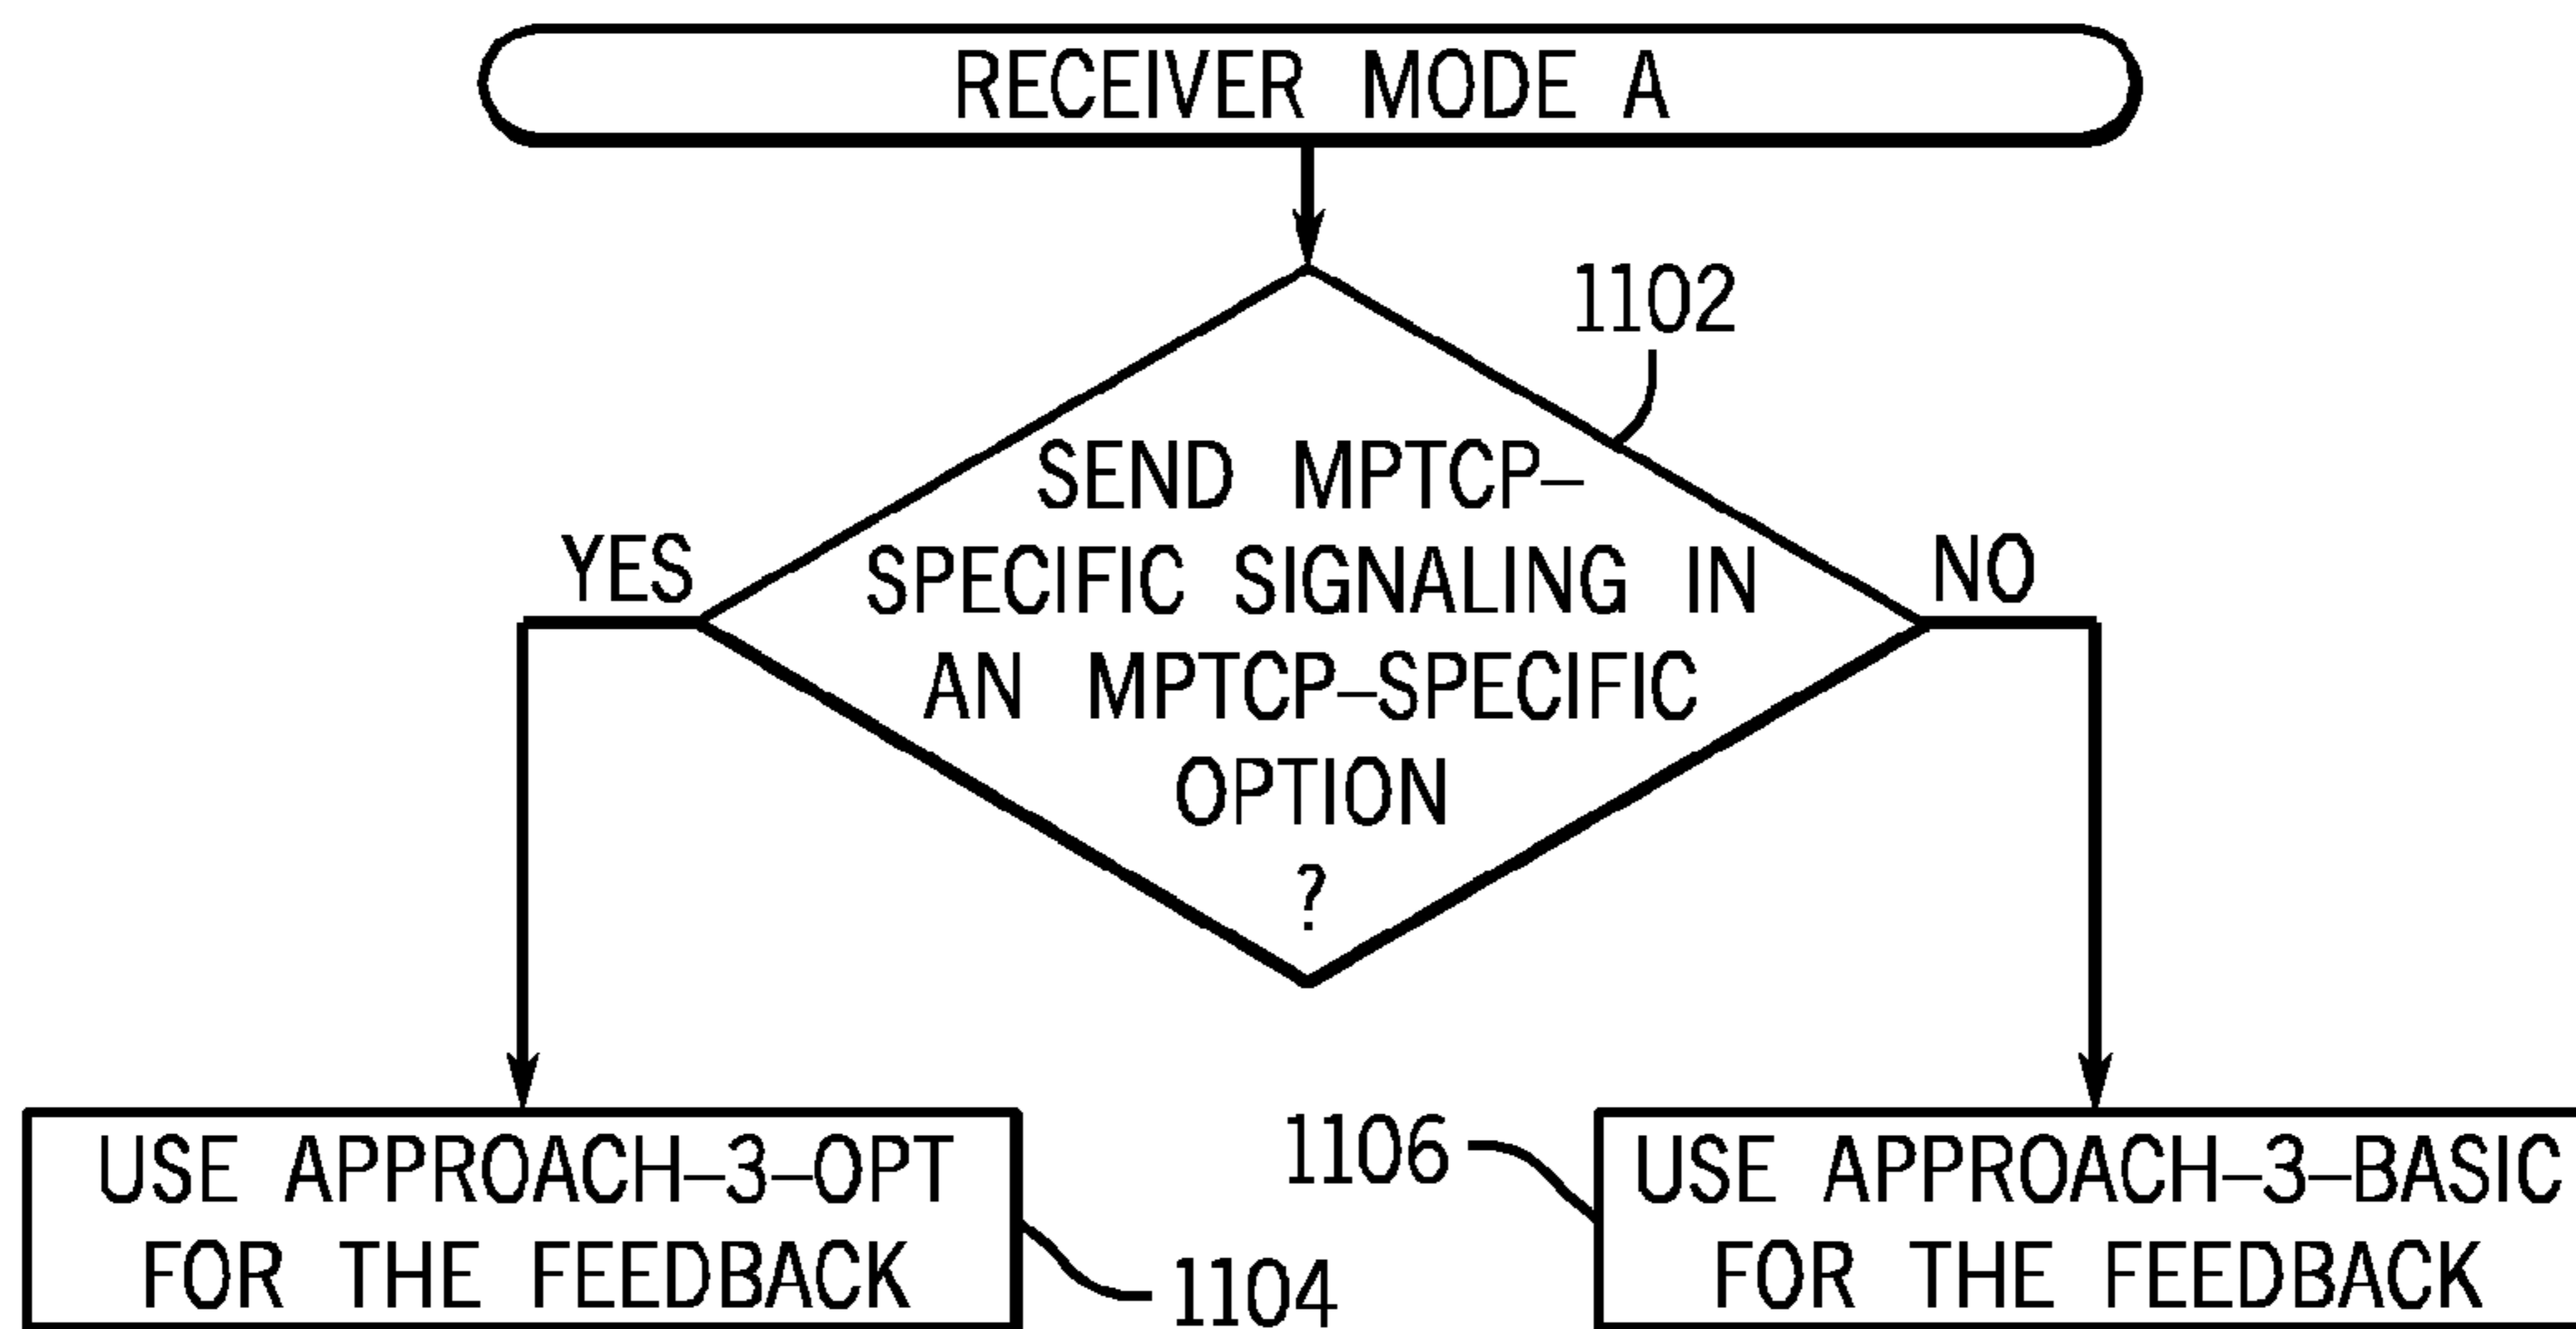 RECEIVER MODE A
1102
SEND MPTCP–
SPECIFIC SIGNALING IN
AN MPTCP–SPECIFIC
OPTION
?
YES
NO
USE APPROACH–3–OPT
FOR THE FEEDBACK
1104
1106
USE APPROACH–3–BASIC
FOR THE FEEDBACK